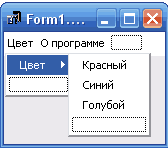 Form1....
Цвет О программе
Цвет
Красный
Синий
Голубой